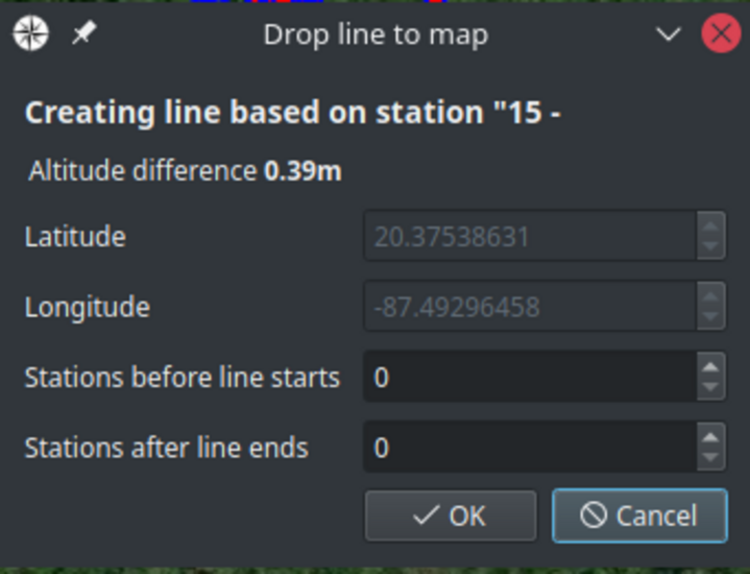 Drop line to map
Creating line based on station "15 -
Altitude difference 0.39m
Latitude 20.37538631
Longitude -87.49296458
Stations before line starts 0
Stations after line ends 0
OK Cancel